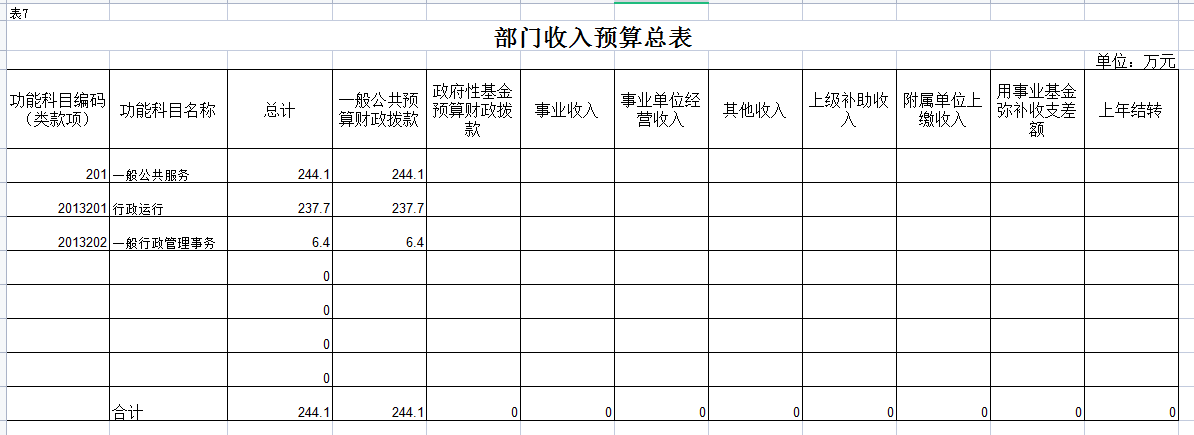 表7
部门收入预算总表
单位：万元
功能科目编码（类款项） 功能科目名称 总计 一般公共预算财政拨款 政府性基金预算财政拨款 事业收入 事业单位经营收入 其他收入 上级补助收入 附属单位上缴收入 用事业基金弥补收支差额 上年结转
201 一般公共服务 244.1 244.1
2013201 行政运行 237.7 237.7
2013202 一般行政管理事务 6.4 6.4
0
0
0
0
合计 244.1 244.1 0 0 0 0 0 0 0 0